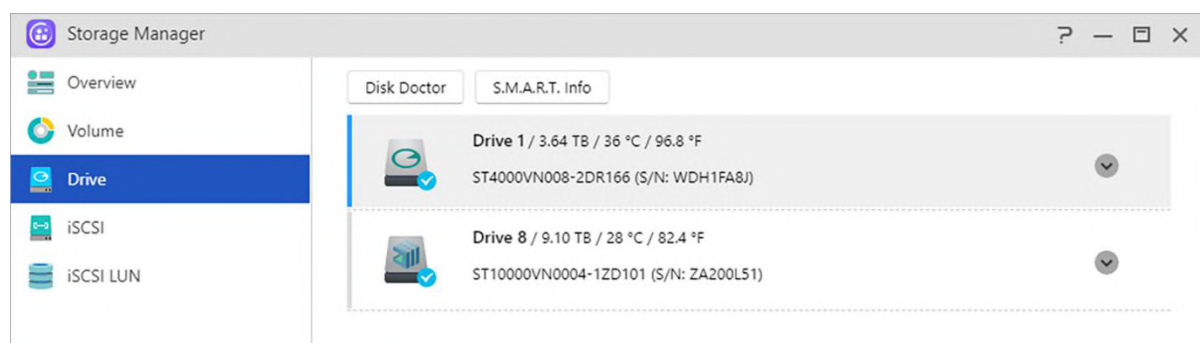 Storage Manager
Overview
Volume
Drive
iSCSI
iSCSI LUN
Disk Doctor
S.M.A.R.T. Info
Drive 1 / 3.64 TB / 36 °C / 96.8 °F
ST4000VN008-2DR166 (S/N: WDH1FA8J)
Drive 8 / 9.10 TB / 28 °C / 82.4 °F
ST10000VN0004-1ZD101 (S/N: ZA200L51)